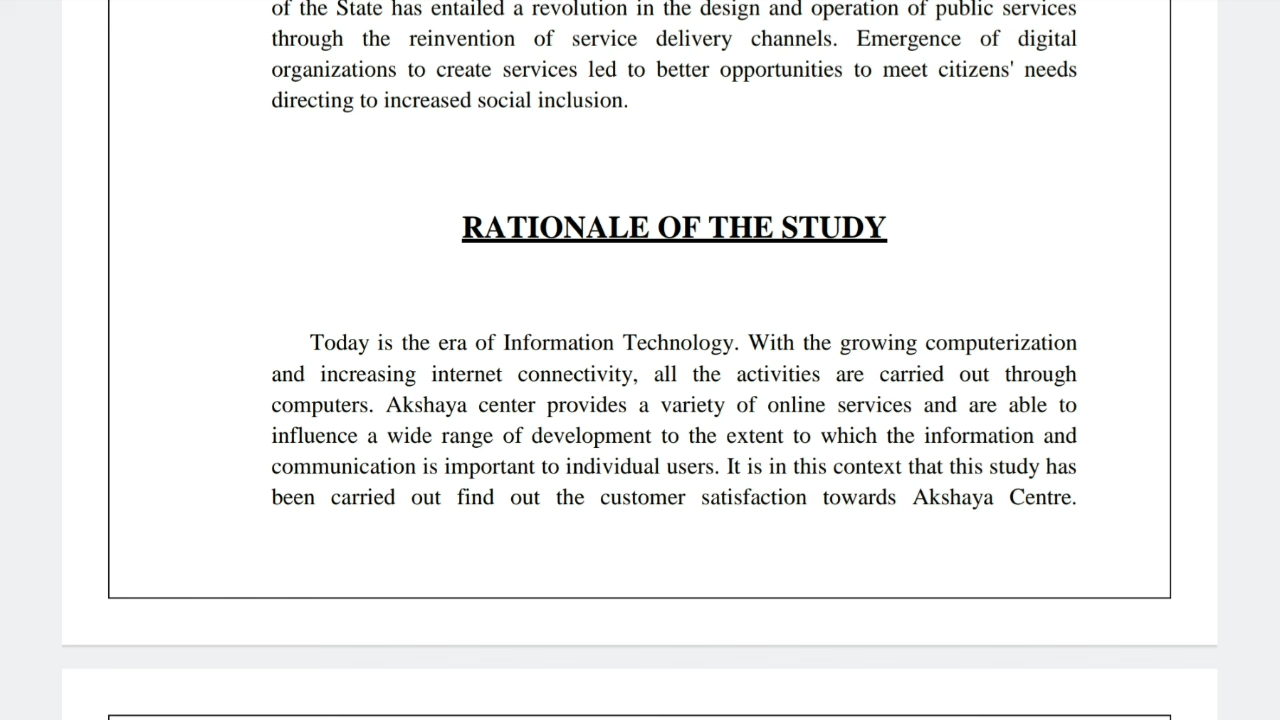 of the State has entailed a revolution in the design and operation of public services
through the reinvention of service delivery channels. Emergence of digital
organizations to create services led to better opportunities to meet citizens' needs
directing to increased social inclusion.
RATIONALE OF THE STUDY
Today is the era of Information Technology. With the growing computerization
and increasing internet connectivity, all the activities are carried out through
computers. Akshaya center provides a variety of online services and are able to
influence a wide range of development to the extent to which the information and
communication is important to individual users. It is in this context that this study has
been carried out find out the customer satisfaction towards Akshaya Centre.